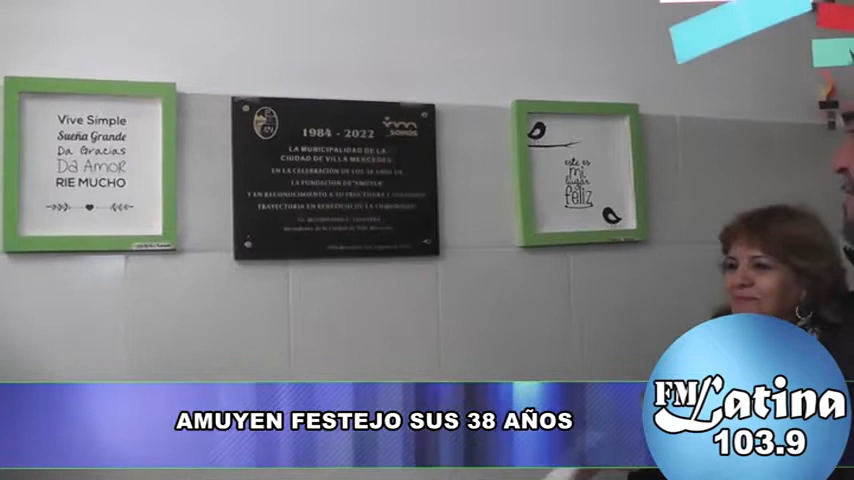 Vive Simple
Sueña Grande
Da Gracias
Da Amor
RIE MUCHO
1984 - 2022
SOMOS
LA MUNICIPALIDAD DE LA
CIUDAD DE VILLA MERCEDES
EN LA CELEBRACIÓN DE LOS 38 AÑOS DE
LA FUNDACIÓN DE "AMUYEN"
Y EN RECONOCIMIENTO A SU FRUCTÍFERA
TRAYECTORIA EN BENEFICIO DE LA COMUNIDAD
este es
mi
lugar
feliz
AMUYEN FESTEJO SUS 38 AÑOS
FM Latina
103.9